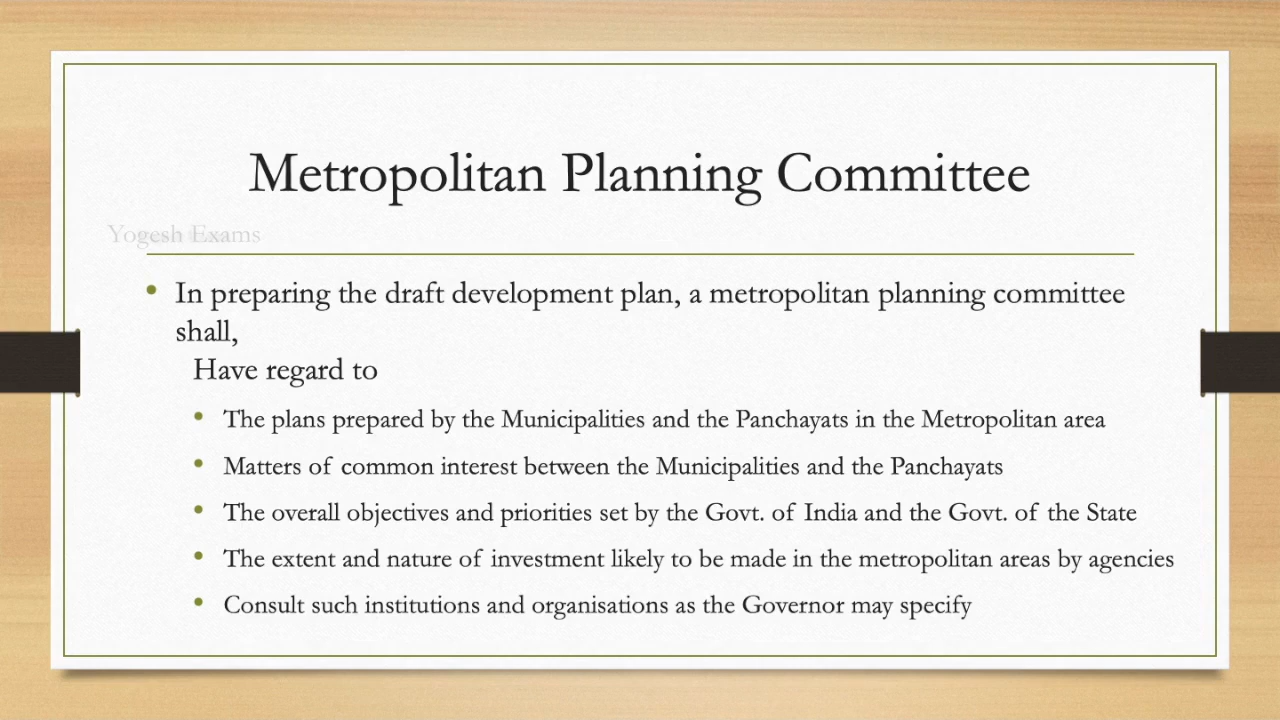 Metropolitan Planning Committee
Yogesh Exams
• In preparing the draft development plan, a metropolitan planning committee
shall,
Have regard to
• The plans prepared by the Municipalities and the Panchayats in the Metropolitan area
• Matters of common interest between the Municipalities and the Panchayats
• The overall objectives and priorities set by the Govt. of India and the Govt. of the State
• The extent and nature of investment likely to be made in the metropolitan areas by agencies
• Consult such institutions and organisations as the Governor may specify